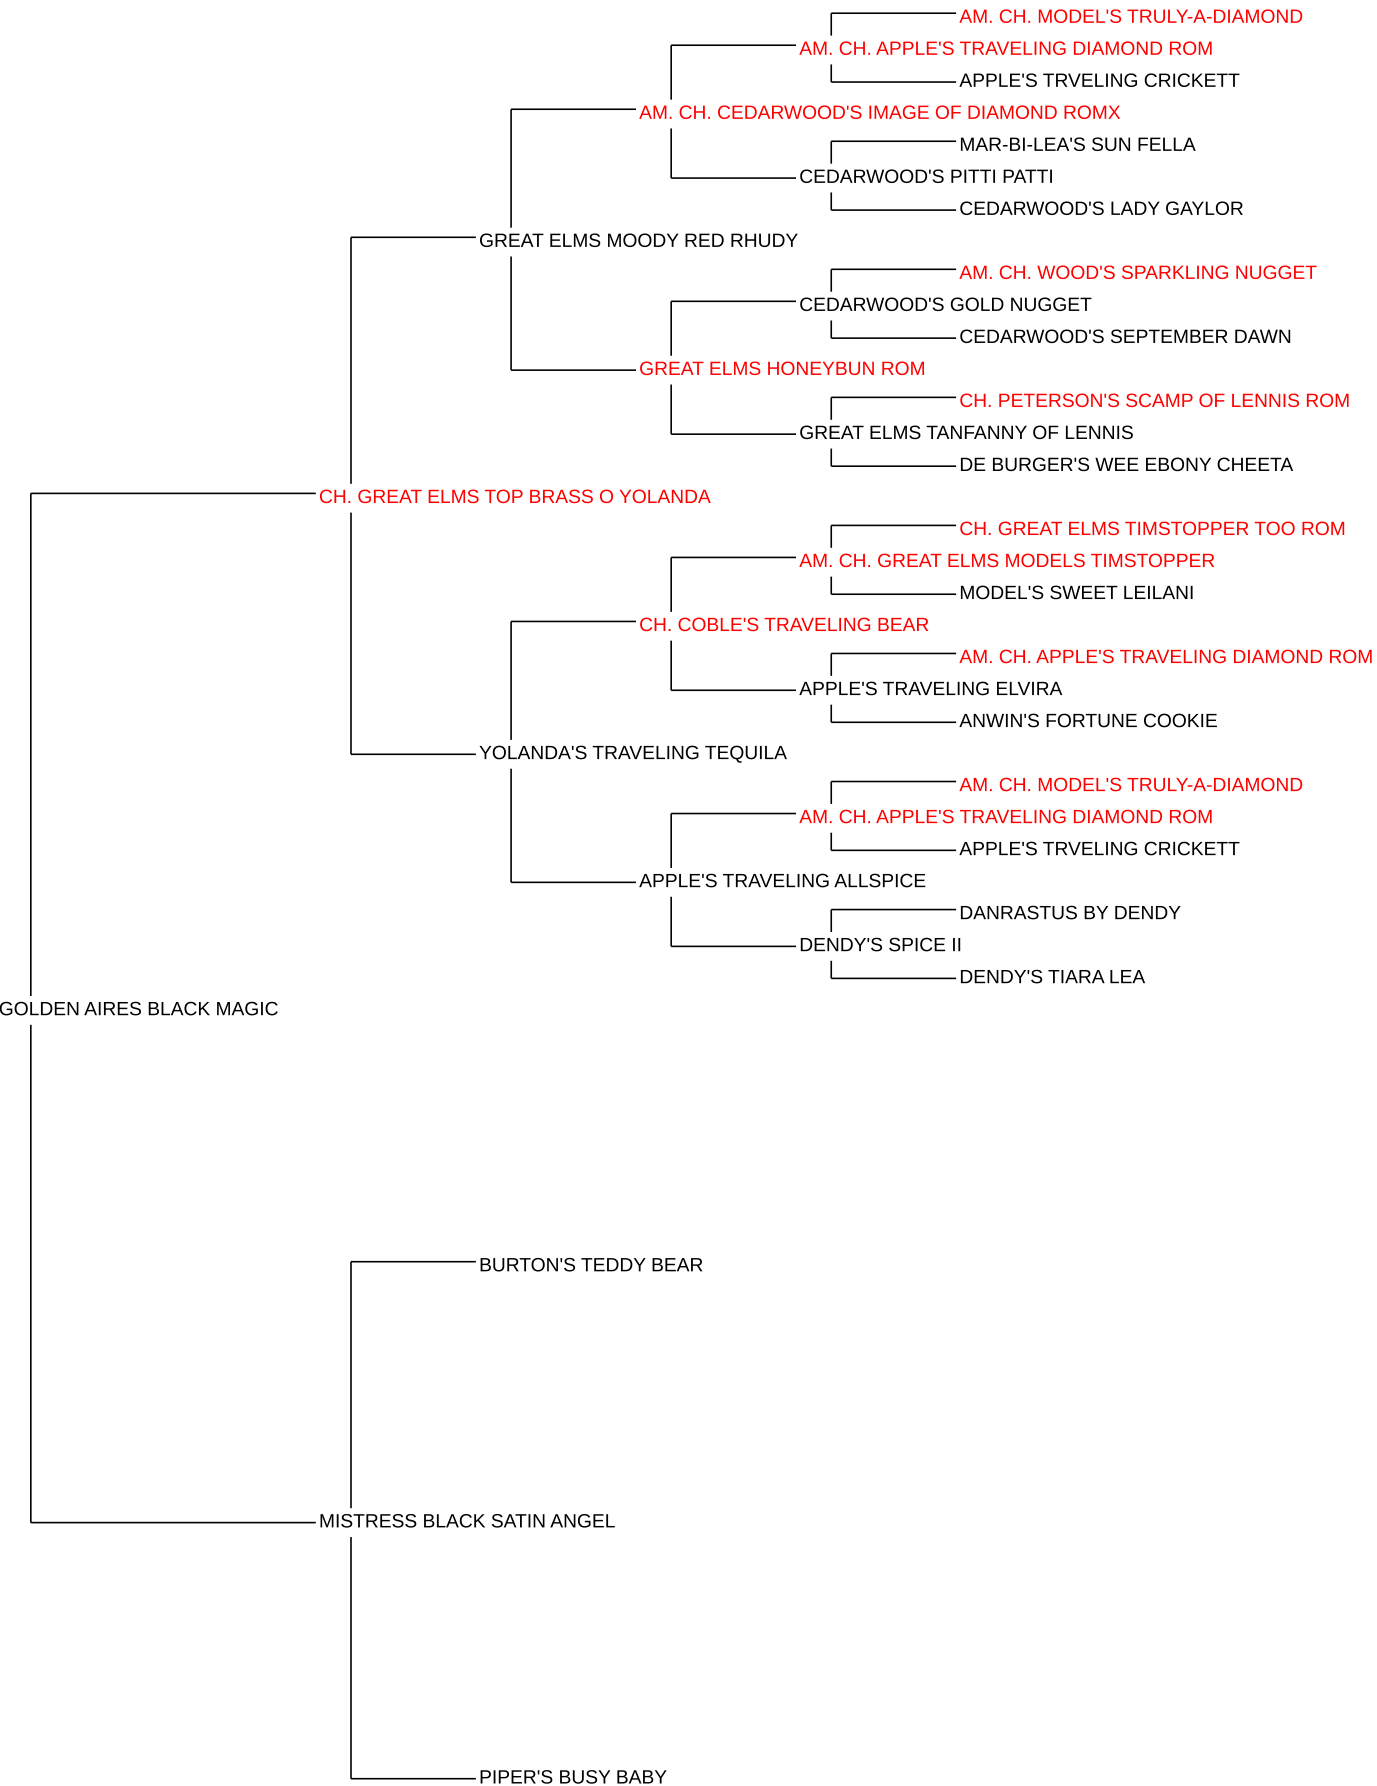 AM. CH. MODEL'S TRULY-A-DIAMOND
AM. CH. APPLE'S TRAVELING DIAMOND ROM
APPLE'S TRVELING CRICKETT
AM. CH. CEDARWOOD'S IMAGE OF DIAMOND ROMX
MAR-BI-LEA'S SUN FELLA
CEDARWOOD'S PITTI PATTI
CEDARWOOD'S LADY GAYLOR
GREAT ELMS MOODY RED RHUDY
AM. CH. WOOD'S SPARKLING NUGGET
CEDARWOOD'S GOLD NUGGET
CEDARWOOD'S SEPTEMBER DAWN
GREAT ELMS HONEYBUN ROM
CH. PETERSON'S SCAMP OF LENNIS ROM
GREAT ELMS TANFANNY OF LENNIS
DE BURGER'S WEE EBONY CHEETA
CH. GREAT ELMS TOP BRASS O YOLANDA
CH. GREAT ELMS TIMSTOPPER TOO ROM
AM. CH. GREAT ELMS MODELS TIMSTOPPER
MODEL'S SWEET LEILANI
CH. COBLE'S TRAVELING BEAR
AM. CH. APPLE'S TRAVELING DIAMOND ROM
APPLE'S TRAVELING ELVIRA
ANWIN'S FORTUNE COOKIE
YOLANDA'S TRAVELING TEQUILA
AM. CH. MODEL'S TRULY-A-DIAMOND
AM. CH. APPLE'S TRAVELING DIAMOND ROM
APPLE'S TRVELING CRICKETT
APPLE'S TRAVELING ALLSPICE
DANRASTUS BY DENDY
DENDY'S SPICE II
DENDY'S TIARA LEA
GOLDEN AIRES BLACK MAGIC
BURTON'S TEDDY BEAR
MISTRESS BLACK SATIN ANGEL
PIPER'S BUSY BABY